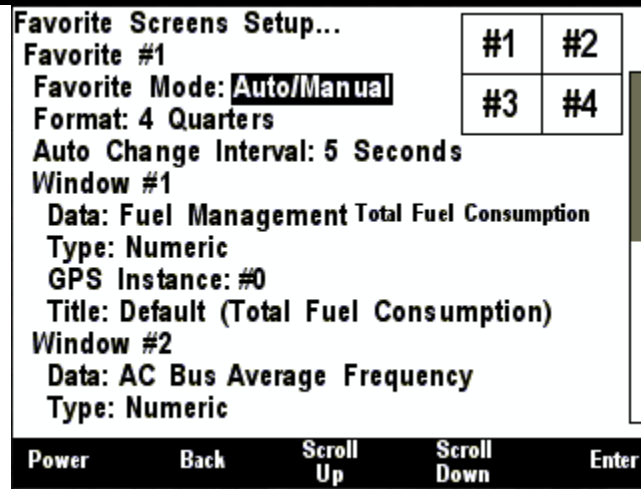 Favorite Screens Setup...
Favorite #1
Favorite Mode: Auto/Manual
Format: 4 Quarters
Auto Change Interval: 5 Seconds
Window #1
Data: Fuel Management Total Fuel Consumption
Type: Numeric
GPS Instance: #0
Title: Default (Total Fuel Consumption)
Window #2
Data: AC Bus Average Frequency
Type: Numeric
#1 #2
#3 #4
Power Back Scroll Up Scroll Down Enter